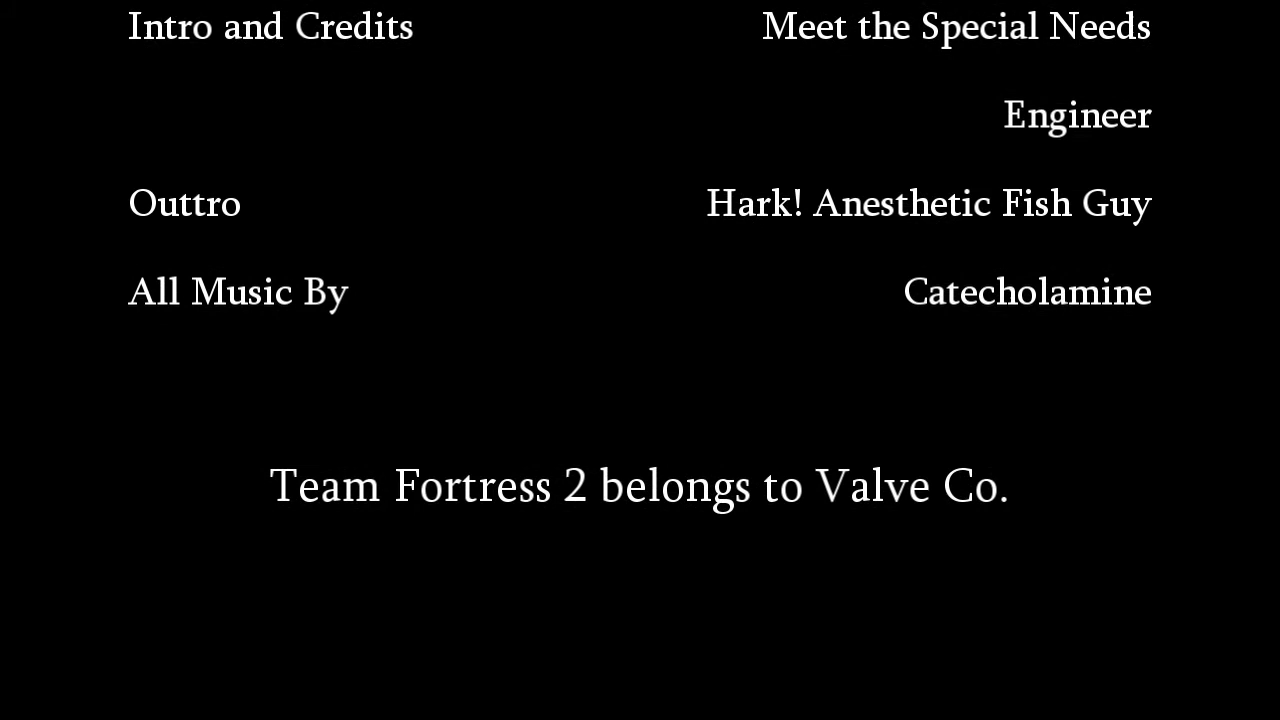 Intro and Credits Meet the Special Needs
Engineer
Outtro Hark! Anesthetic Fish Guy
All Music By Catecholamine
Team Fortress 2 belongs to Valve Co.